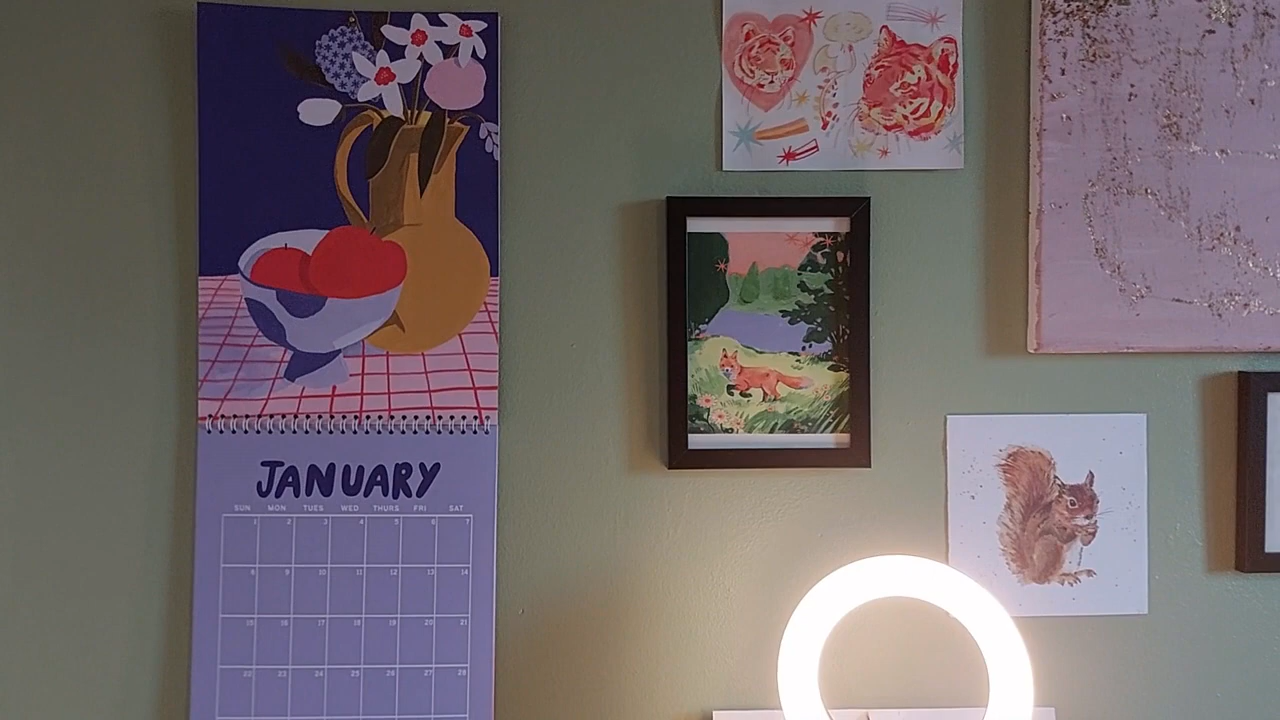 JANUARY
SUN MON TUES WED THURS FRI SAT
1 2 3 4 5 6 7
8 9 10 11 12 13 14
15 16 17 18 19 20 21
22 23 24 25 26 27 28